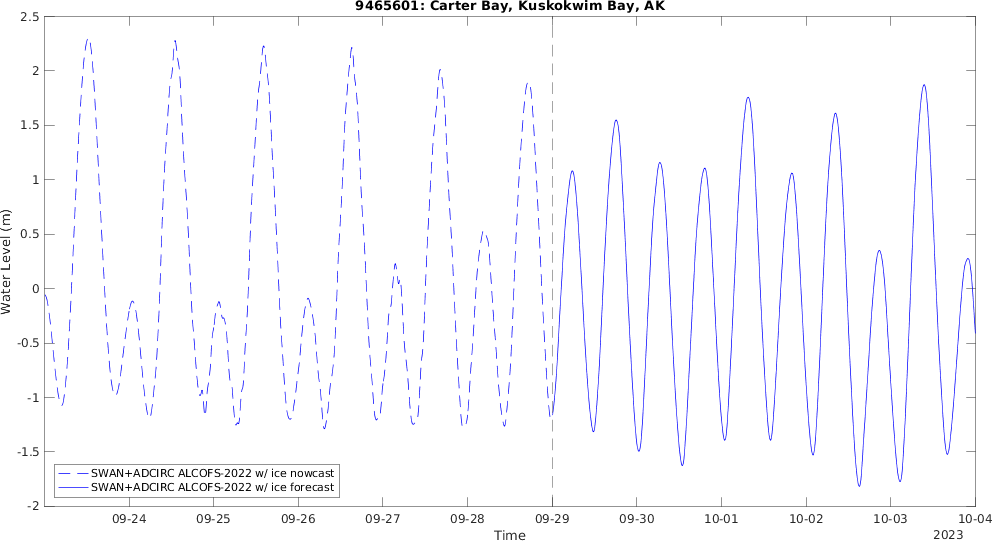 9465601: Carter Bay, Kuskokwim Bay, AK
2.5
2
1.5
1
0.5
0
-0.5
-1
-1.5
-2
Water Level (m)
SWAN+ADCIRC ALCOFS-2022 w/ ice nowcast
SWAN+ADCIRC ALCOFS-2022 w/ ice forecast
09-24 09-25 09-26 09-27 09-28 09-29 09-30 10-01 10-02 10-03 10-04
Time
2023